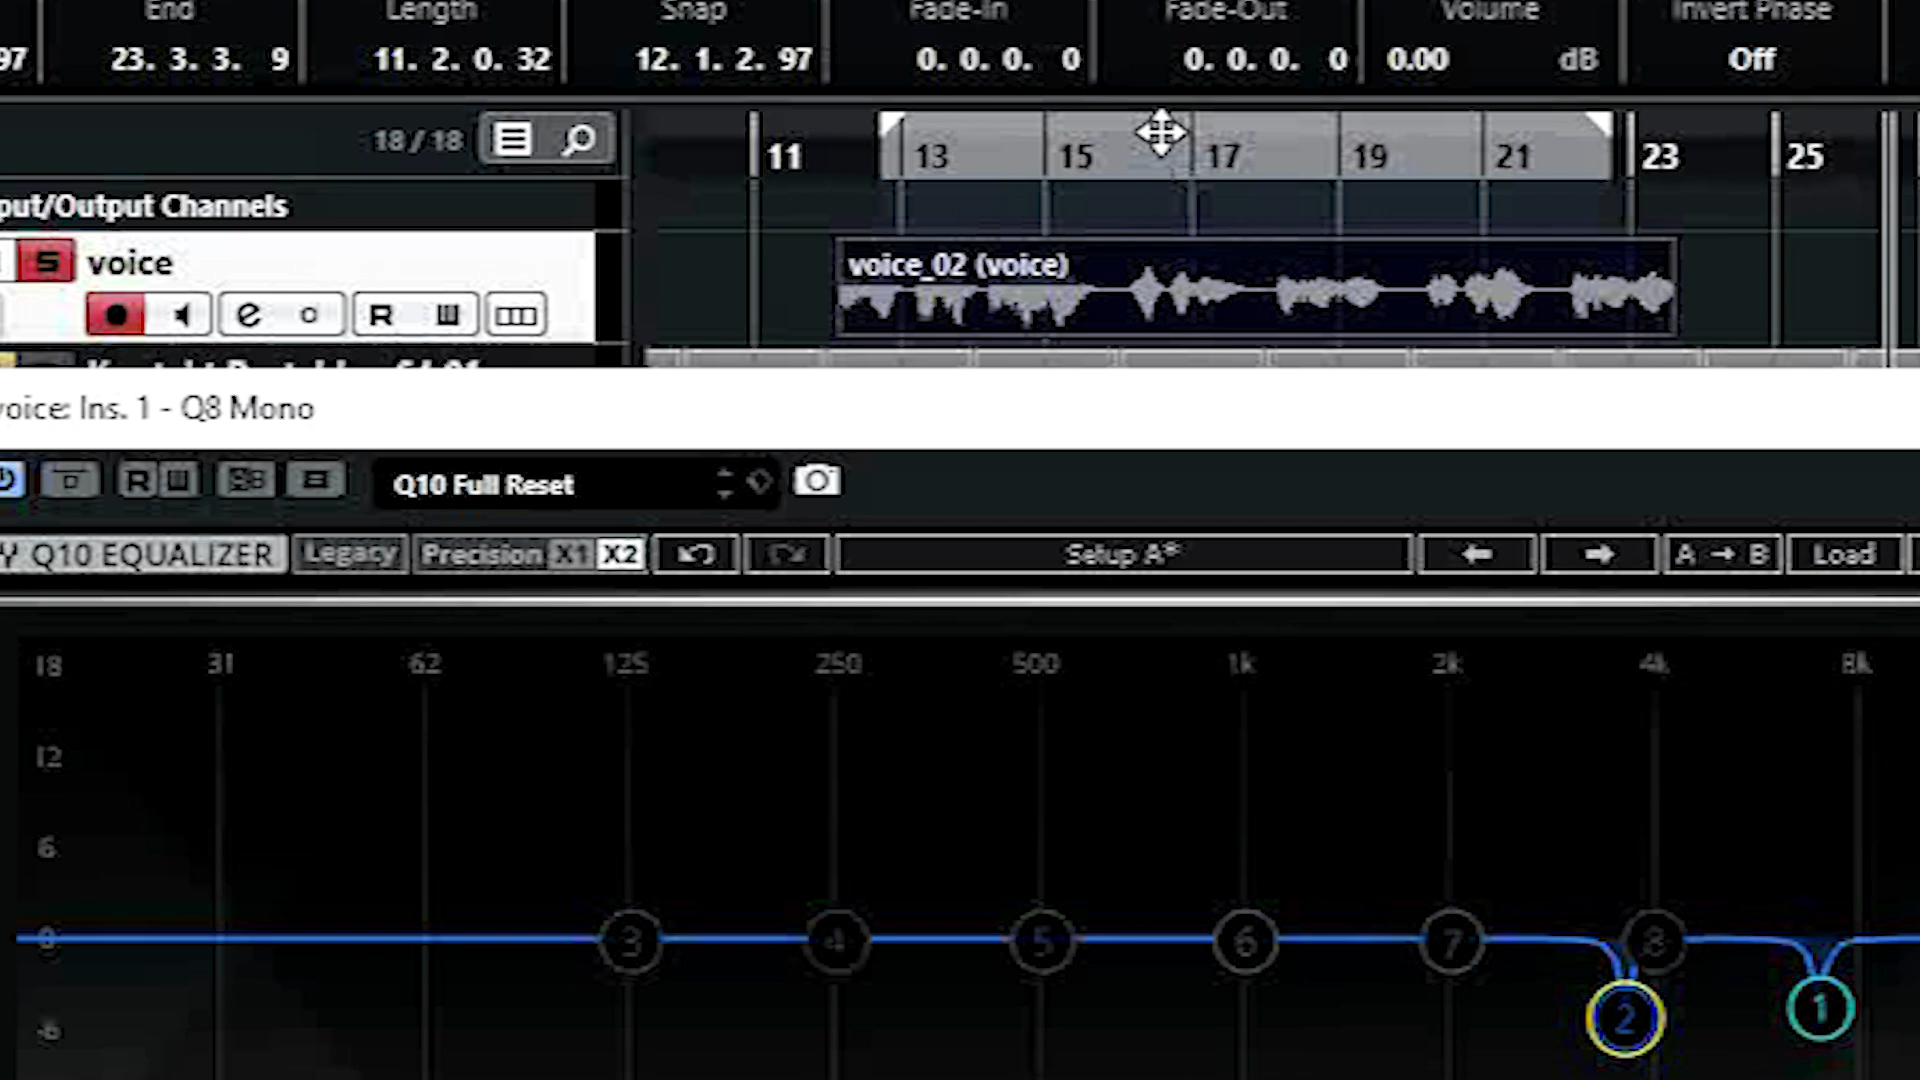 End Length Snap Fade-In Fade-Out Volume Invert Phase
97 23. 3. 3. 9 11. 2. 0. 32 12. 1. 2. 97 0. 0. 0. 0 0. 0. 0. 0 0.00 dB Off
18 / 18 11 13 15 17 19 21 23 25
put/Output Channels
S voice
voice_02 (voice)
e R W
voice: Ins. 1 - Q8 Mono
R W Q10 Full Reset
Y Q10 EQUALIZER Legacy Precision X1 X2 Setup A* A → B Load
18 31 62 125 250 500 1k 2k 4k 8k
12
6
0 3 4 5 6 7 8
2 1
-6